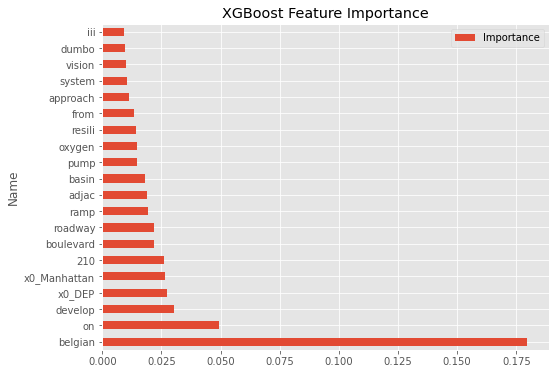 XGBoost Feature Importance
Importance
Name
iii
dumbo
vision
system
approach
from
resili
oxygen
pump
basin
adjac
ramp
roadway
boulevard
210
x0_Manhattan
x0_DEP
develop
on
belgian
0.000 0.025 0.050 0.075 0.100 0.125 0.150 0.175